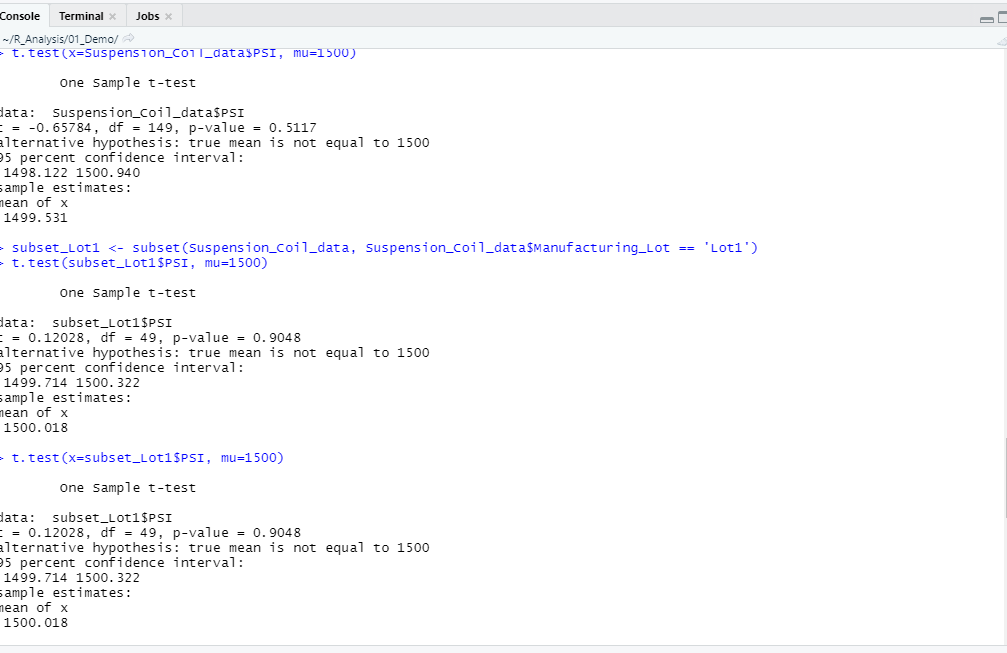 Console Terminal × Jobs ×
~/R_Analysis/01_Demo/
> t.test(x=Suspension_Coil_data$PSI, mu=1500)
One Sample t-test
data: Suspension_Coil_data$PSI
t = -0.65784, df = 149, p-value = 0.5117
alternative hypothesis: true mean is not equal to 1500
95 percent confidence interval:
1498.122 1500.940
sample estimates:
mean of x
1499.531
> subset_Lot1 <- subset(Suspension_Coil_data, Suspension_Coil_data$Manufacturing_Lot == 'Lot1')
> t.test(subset_Lot1$PSI, mu=1500)
One Sample t-test
data: subset_Lot1$PSI
t = 0.12028, df = 49, p-value = 0.9048
alternative hypothesis: true mean is not equal to 1500
95 percent confidence interval:
1499.714 1500.322
sample estimates:
mean of x
1500.018
> t.test(x=subset_Lot1$PSI, mu=1500)
One Sample t-test
data: subset_Lot1$PSI
t = 0.12028, df = 49, p-value = 0.9048
alternative hypothesis: true mean is not equal to 1500
95 percent confidence interval:
1499.714 1500.322
sample estimates:
mean of x
1500.018